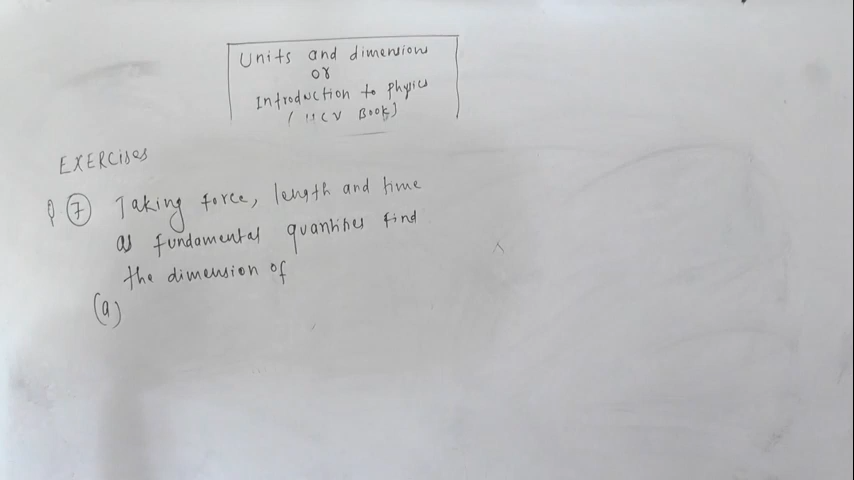 Units and dimensions
or
Introduction to physics
(HCV Book)
EXERCISES
Q. 7 Taking force, length and time
as fundamental quantities find
the dimension of
(a)